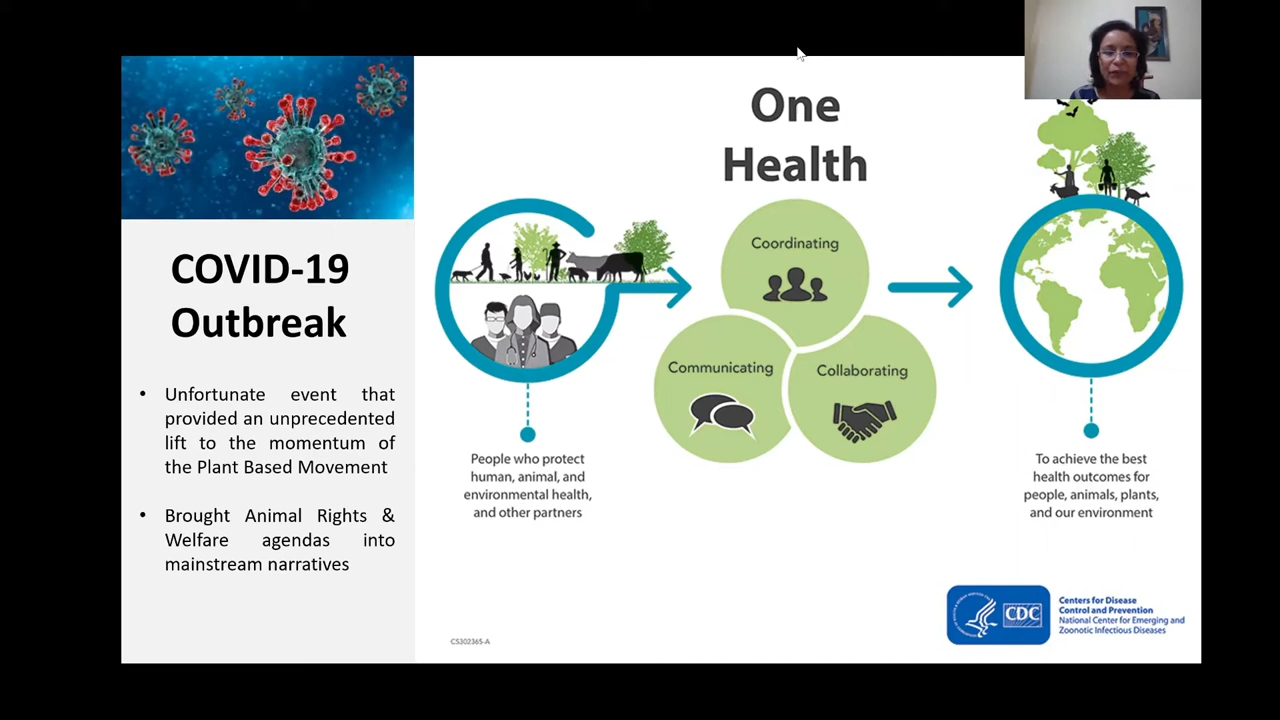 COVID-19
Outbreak
• Unfortunate event that
provided an unprecedented
lift to the momentum of
the Plant Based Movement
• Brought Animal Rights &
Welfare agendas into
mainstream narratives
One
Health
Coordinating
Communicating
Collaborating
People who protect
human, animal, and
environmental health,
and other partners
To achieve the best
health outcomes for
people, animals, plants,
and our environment
CS302365-A
CDC
Centers for Disease
Control and Prevention
National Center for Emerging and
Zoonotic Infectious Diseases